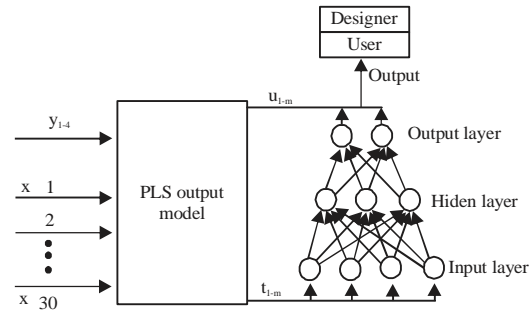 Designer
User
Output
u1-m
y1-4
Output layer
x 1
PLS output
model
Hiden layer
2
Input layer
x 30
t1-m